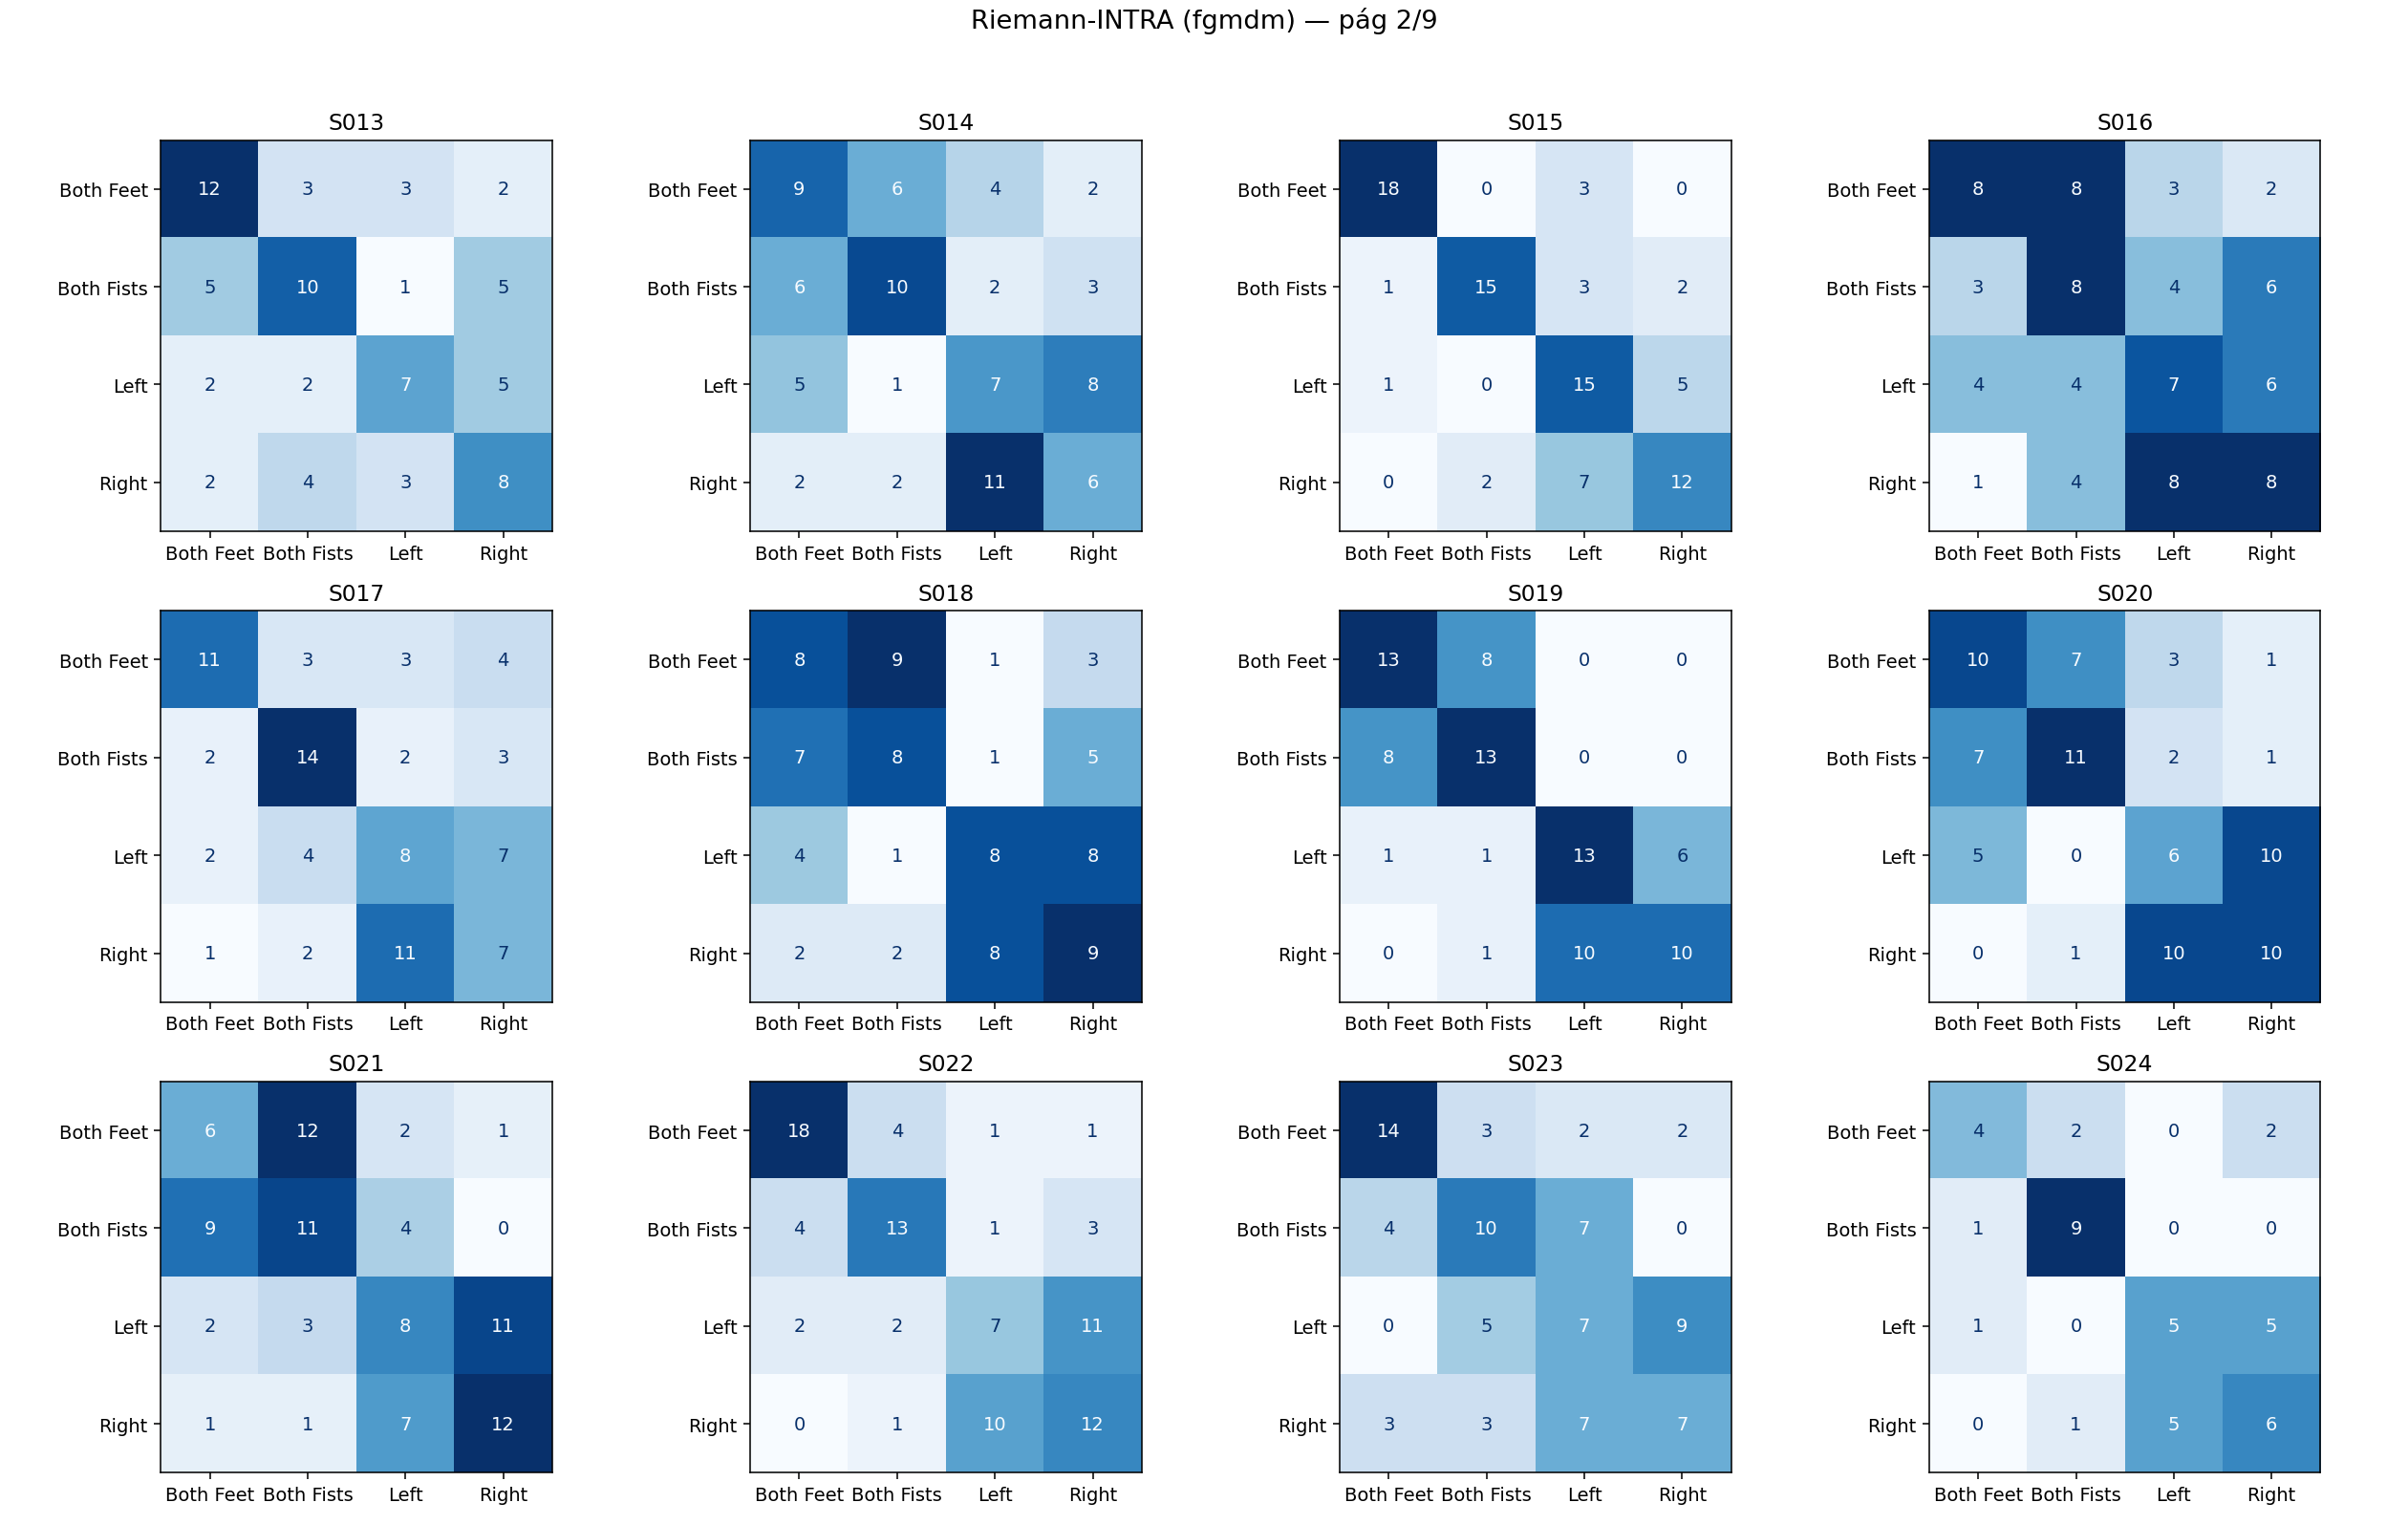 Riemann-INTRA (fgmdm) — pág 2/9
S013 S014 S015 S016
Both Feet 12 3 3 2 Both Feet 9 6 4 2 Both Feet 18 0 3 0 Both Feet 8 8 3 2
Both Fists 5 10 1 5 Both Fists 6 10 2 3 Both Fists 1 15 3 2 Both Fists 3 8 4 6
Left 2 2 7 5 Left 5 1 7 8 Left 1 0 15 5 Left 4 4 7 6
Right 2 4 3 8 Right 2 2 11 6 Right 0 2 7 12 Right 1 4 8 8
Both Feet Both Fists Left Right Both Feet Both Fists Left Right Both Feet Both Fists Left Right Both Feet Both Fists Left Right
S017 S018 S019 S020
Both Feet 11 3 3 4 Both Feet 8 9 1 3 Both Feet 13 8 0 0 Both Feet 10 7 3 1
Both Fists 2 14 2 3 Both Fists 7 8 1 5 Both Fists 8 13 0 0 Both Fists 7 11 2 1
Left 2 4 8 7 Left 4 1 8 8 Left 1 1 13 6 Left 5 0 6 10
Right 1 2 11 7 Right 2 2 8 9 Right 0 1 10 10 Right 0 1 10 10
Both Feet Both Fists Left Right Both Feet Both Fists Left Right Both Feet Both Fists Left Right Both Feet Both Fists Left Right
S021 S022 S023 S024
Both Feet 6 12 2 1 Both Feet 18 4 1 1 Both Feet 14 3 2 2 Both Feet 4 2 0 2
Both Fists 9 11 4 0 Both Fists 4 13 1 3 Both Fists 4 10 7 0 Both Fists 1 9 0 0
Left 2 3 8 11 Left 2 2 7 11 Left 0 5 7 9 Left 1 0 5 5
Right 1 1 7 12 Right 0 1 10 12 Right 3 3 7 7 Right 0 1 5 6
Both Feet Both Fists Left Right Both Feet Both Fists Left Right Both Feet Both Fists Left Right Both Feet Both Fists Left Right